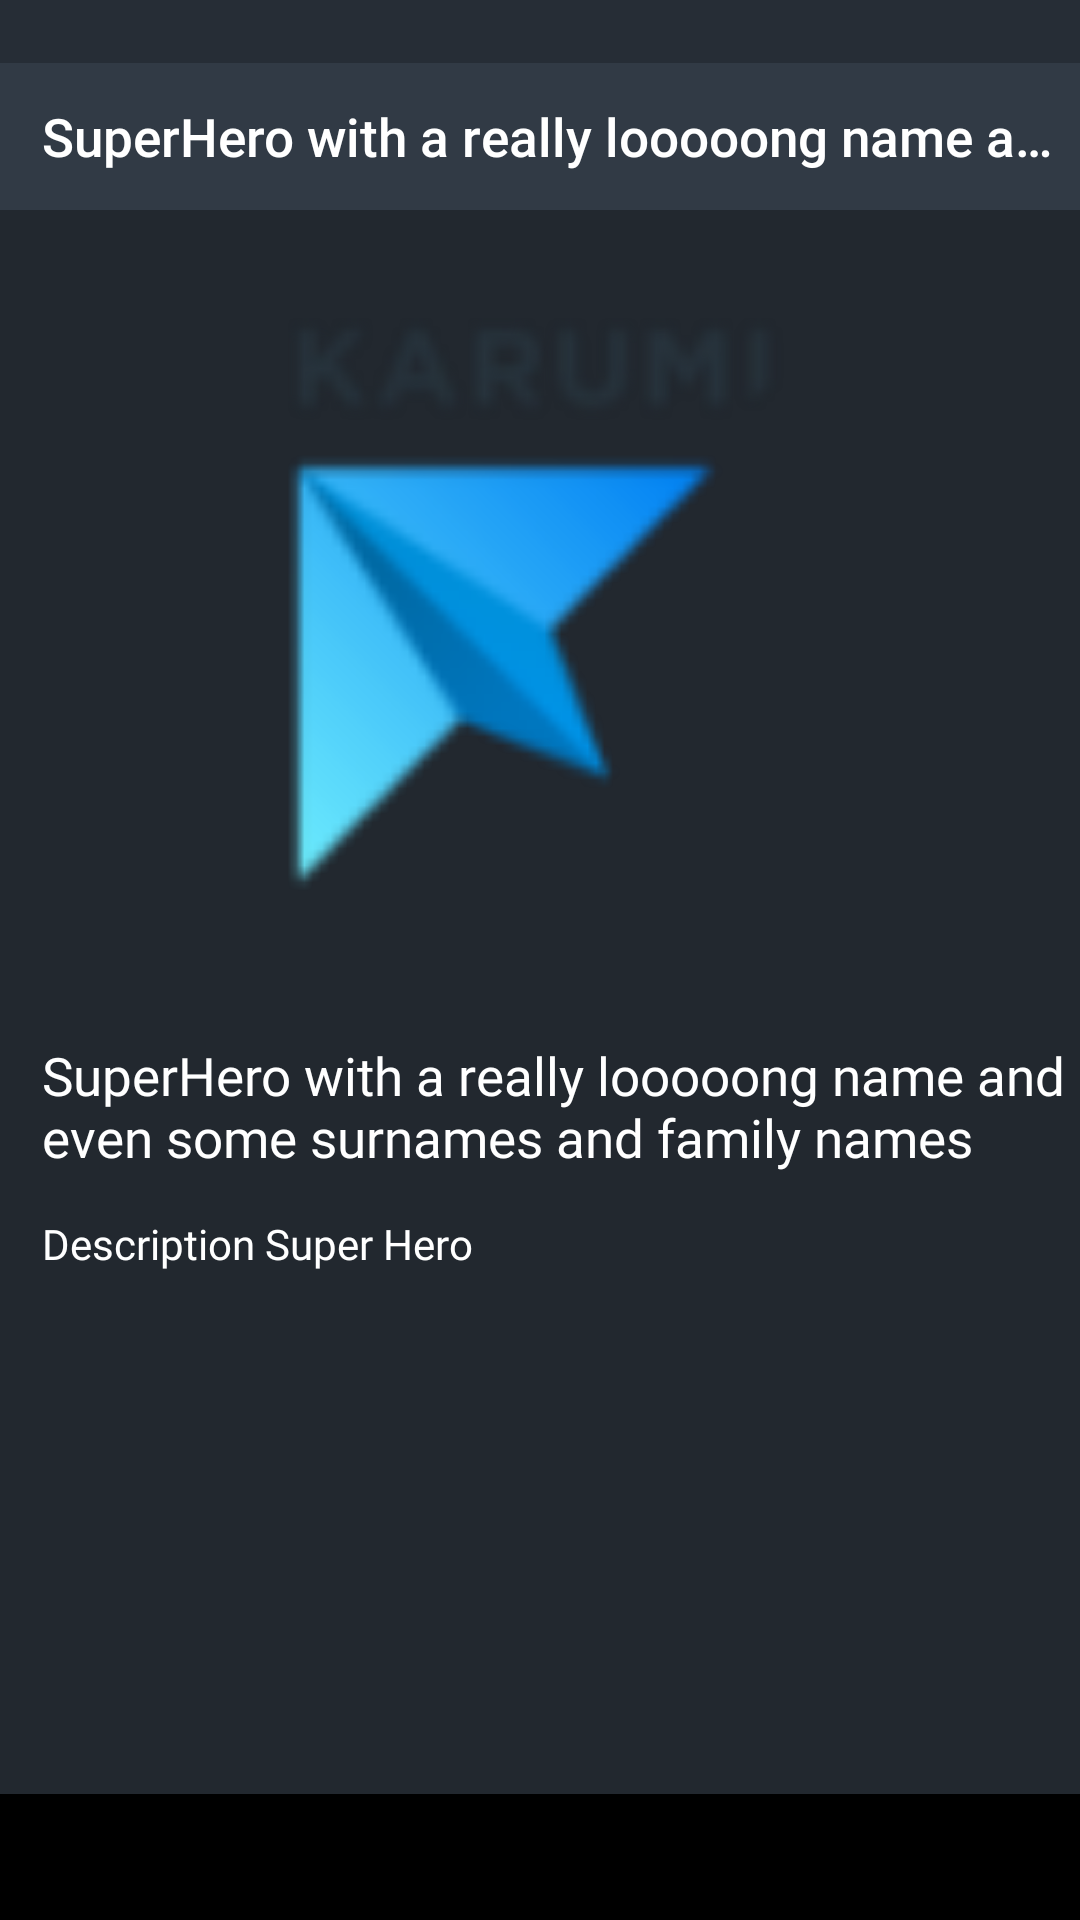 SuperHero with a really looooong name a...
KARUMI
SuperHero with a really looooong name and
even some surnames and family names
Description Super Hero